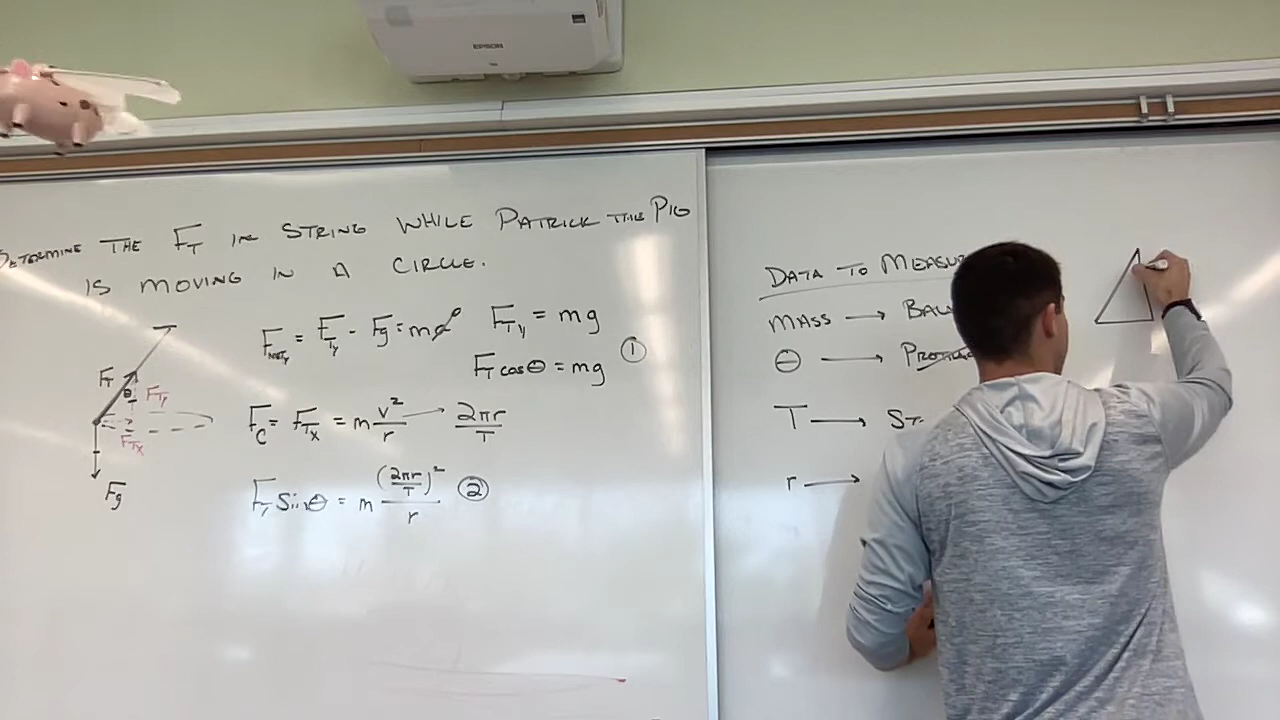 EPSON
DETERMINE THE F_T IN STRING WHILE PATRICK THE PIG
IS MOVING IN A CIRCLE.
F_T
θ
F_Ty
F_Tx
F_g
F_NETy = F_Ty - F_g = ma 0
F_Ty = mg
F_T cosθ = mg ①
F_C = F_Tx = m v²/r → 2πr/T
F_T sinθ = m (2πr/T)²/r ②
DATA TO MEASU
MASS → BAL
θ →
T → ST
r →